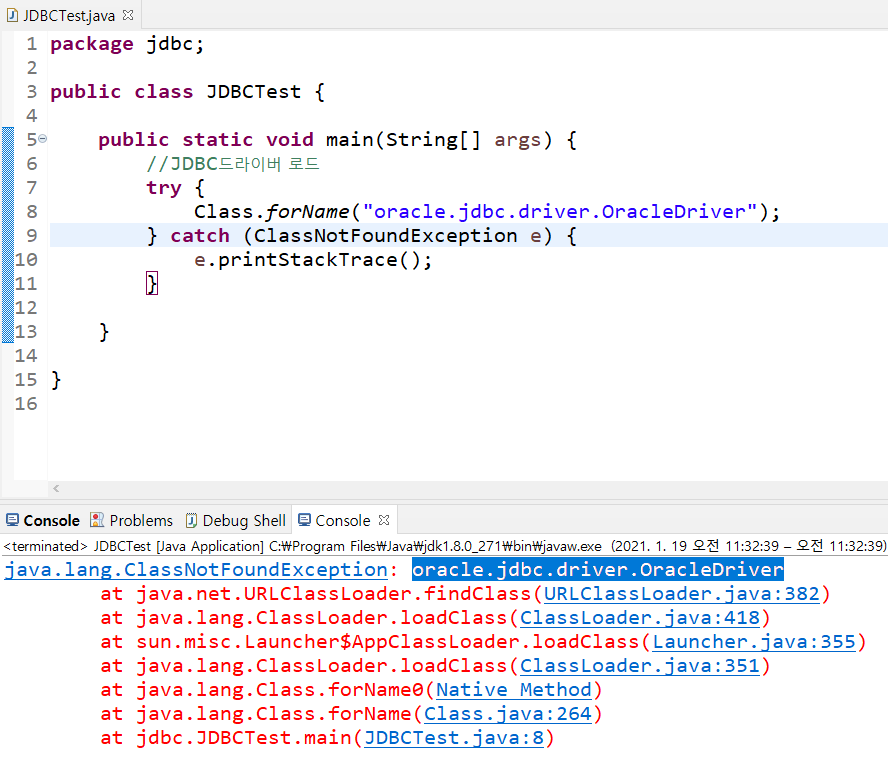 JDBCTest.java
1 package jdbc;
2
3 public class JDBCTest {
4
5 public static void main(String[] args) {
6 //JDBC드라이버 로드
7 try {
8 Class.forName("oracle.jdbc.driver.OracleDriver");
9 } catch (ClassNotFoundException e) {
10 e.printStackTrace();
11 }
12
13 }
14
15 }
16
Console Problems Debug Shell Console
<terminated> JDBCTest [Java Application] C:₩Program Files₩Java₩jdk1.8.0_271₩bin₩javaw.exe (2021. 1. 19 오전 11:32:39 – 오전 11:32:39)
java.lang.ClassNotFoundException: oracle.jdbc.driver.OracleDriver
at java.net.URLClassLoader.findClass(URLClassLoader.java:382)
at java.lang.ClassLoader.loadClass(ClassLoader.java:418)
at sun.misc.Launcher$AppClassLoader.loadClass(Launcher.java:355)
at java.lang.ClassLoader.loadClass(ClassLoader.java:351)
at java.lang.Class.forName0(Native Method)
at java.lang.Class.forName(Class.java:264)
at jdbc.JDBCTest.main(JDBCTest.java:8)